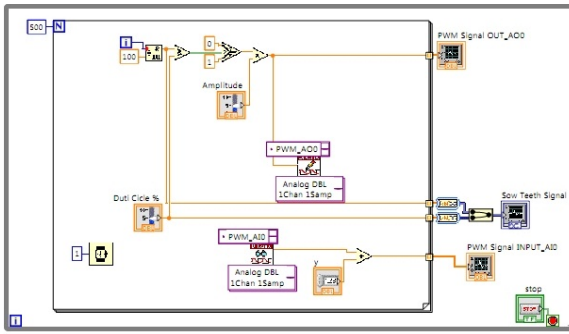 500
N
i
100
0
1
PWM Signal OUT_AO0
Amplitude
PWM_AO0
Analog DBL
1Chan 1Samp
Duti Cicle %
Sow Teeth Signal
PWM_AI0
1
Analog DBL
1Chan 1Samp
y
PWM Signal INPUT_AI0
stop
STOP
i